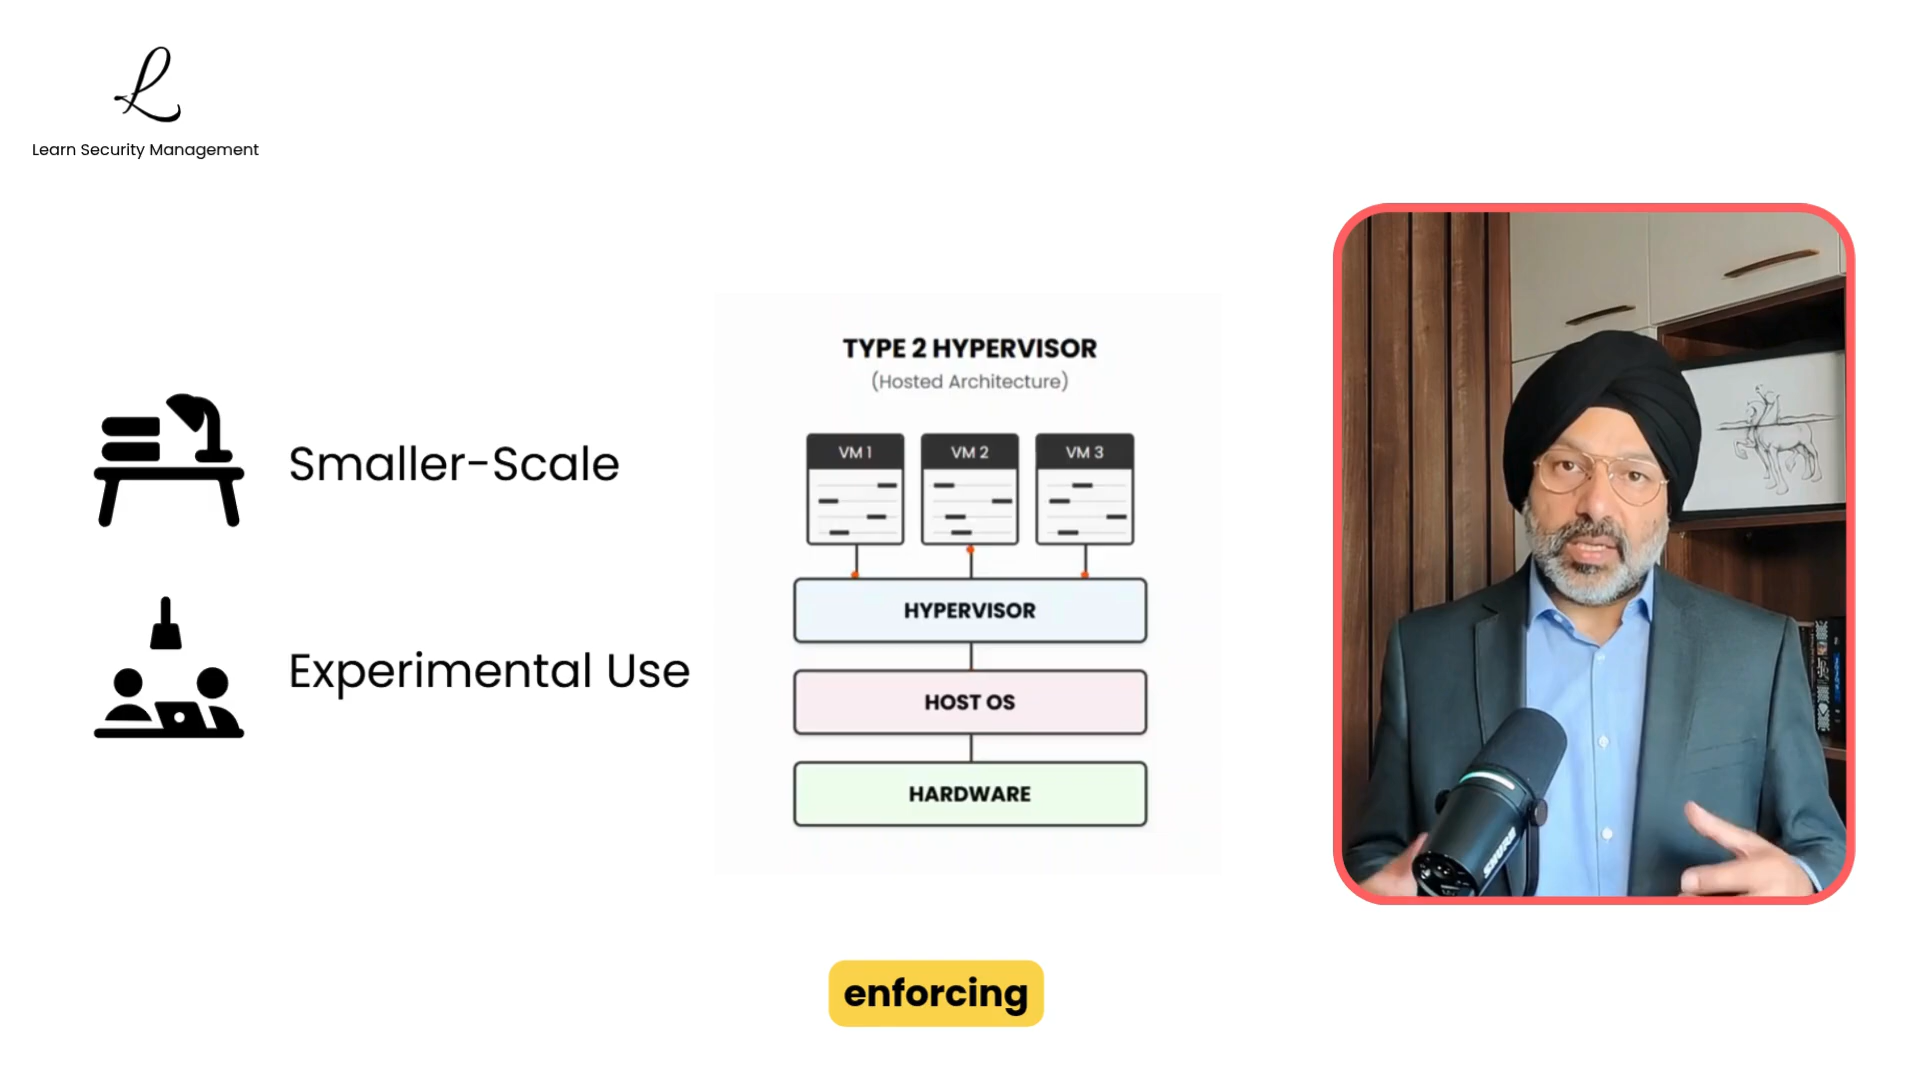 L
Learn Security Management
Smaller-Scale
Experimental Use
TYPE 2 HYPERVISOR
(Hosted Architecture)
VM 1
VM 2
VM 3
HYPERVISOR
HOST OS
HARDWARE
SHURE
enforcing